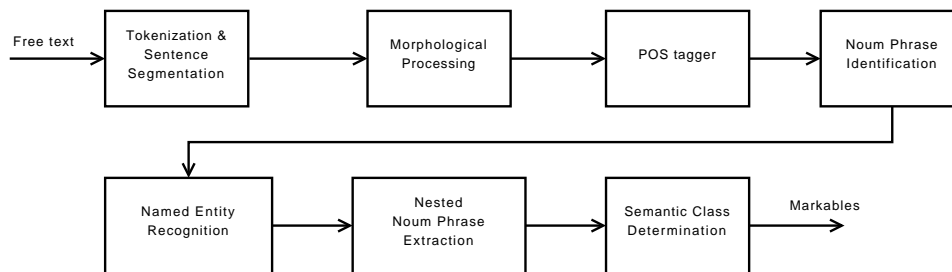 Free text
Tokenization &
Sentence
Segmentation
Morphological
Processing
POS tagger
Noum Phrase
Identification
Named Entity
Recognition
Nested
Noum Phrase
Extraction
Semantic Class
Determination
Markables